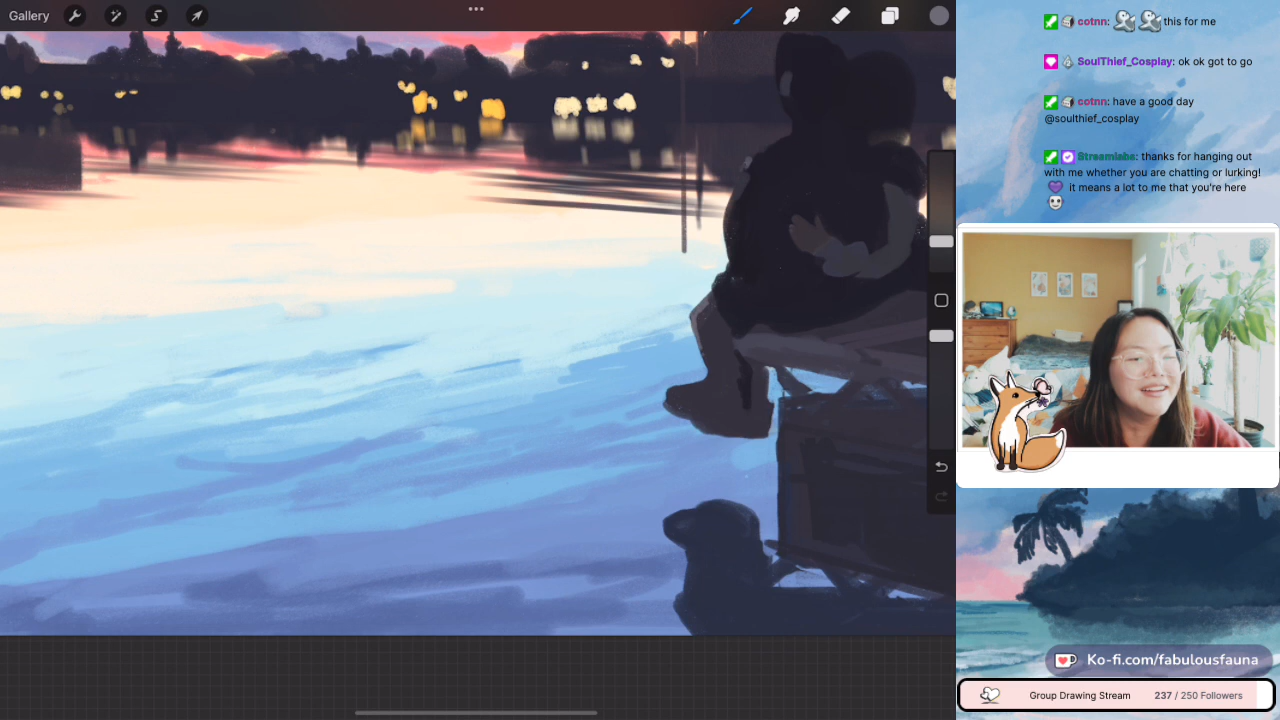 Gallery
cotnn: this for me
SoulThief_Cosplay: ok ok got to go
cotnn: have a good day
@soulthief_cosplay
Streamlabs: thanks for hanging out
with me whether you are chatting or lurking!
it means a lot to me that you're here
Ko-fi.com/fabulousfauna
Group Drawing Stream 237 / 250 Followers